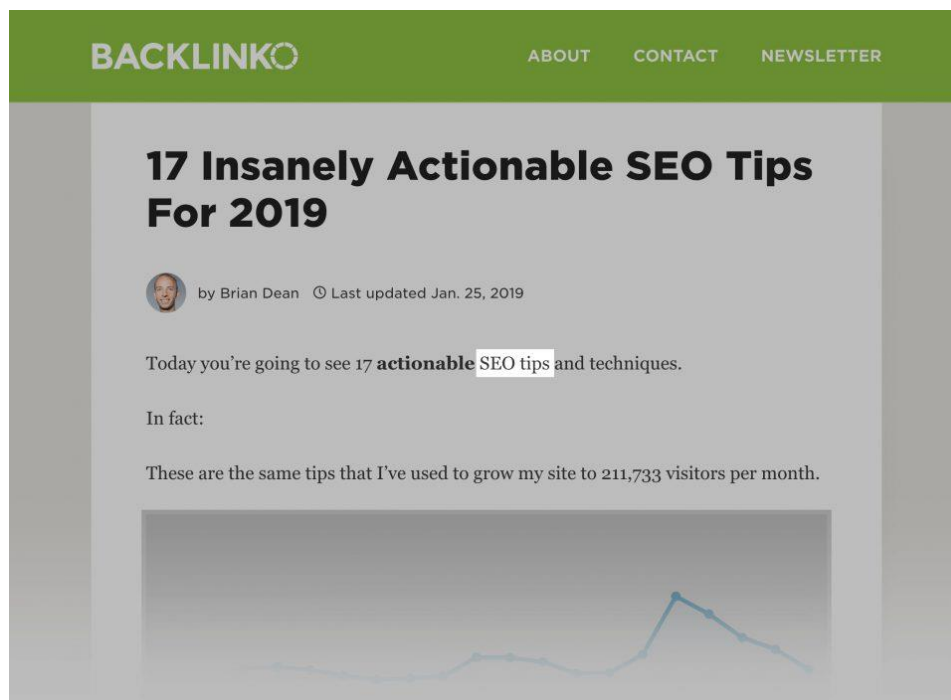 BACKLINKO
ABOUT CONTACT NEWSLETTER
17 Insanely Actionable SEO Tips
For 2019
by Brian Dean Last updated Jan. 25, 2019
Today you’re going to see 17 actionable SEO tips and techniques.
In fact:
These are the same tips that I’ve used to grow my site to 211,733 visitors per month.